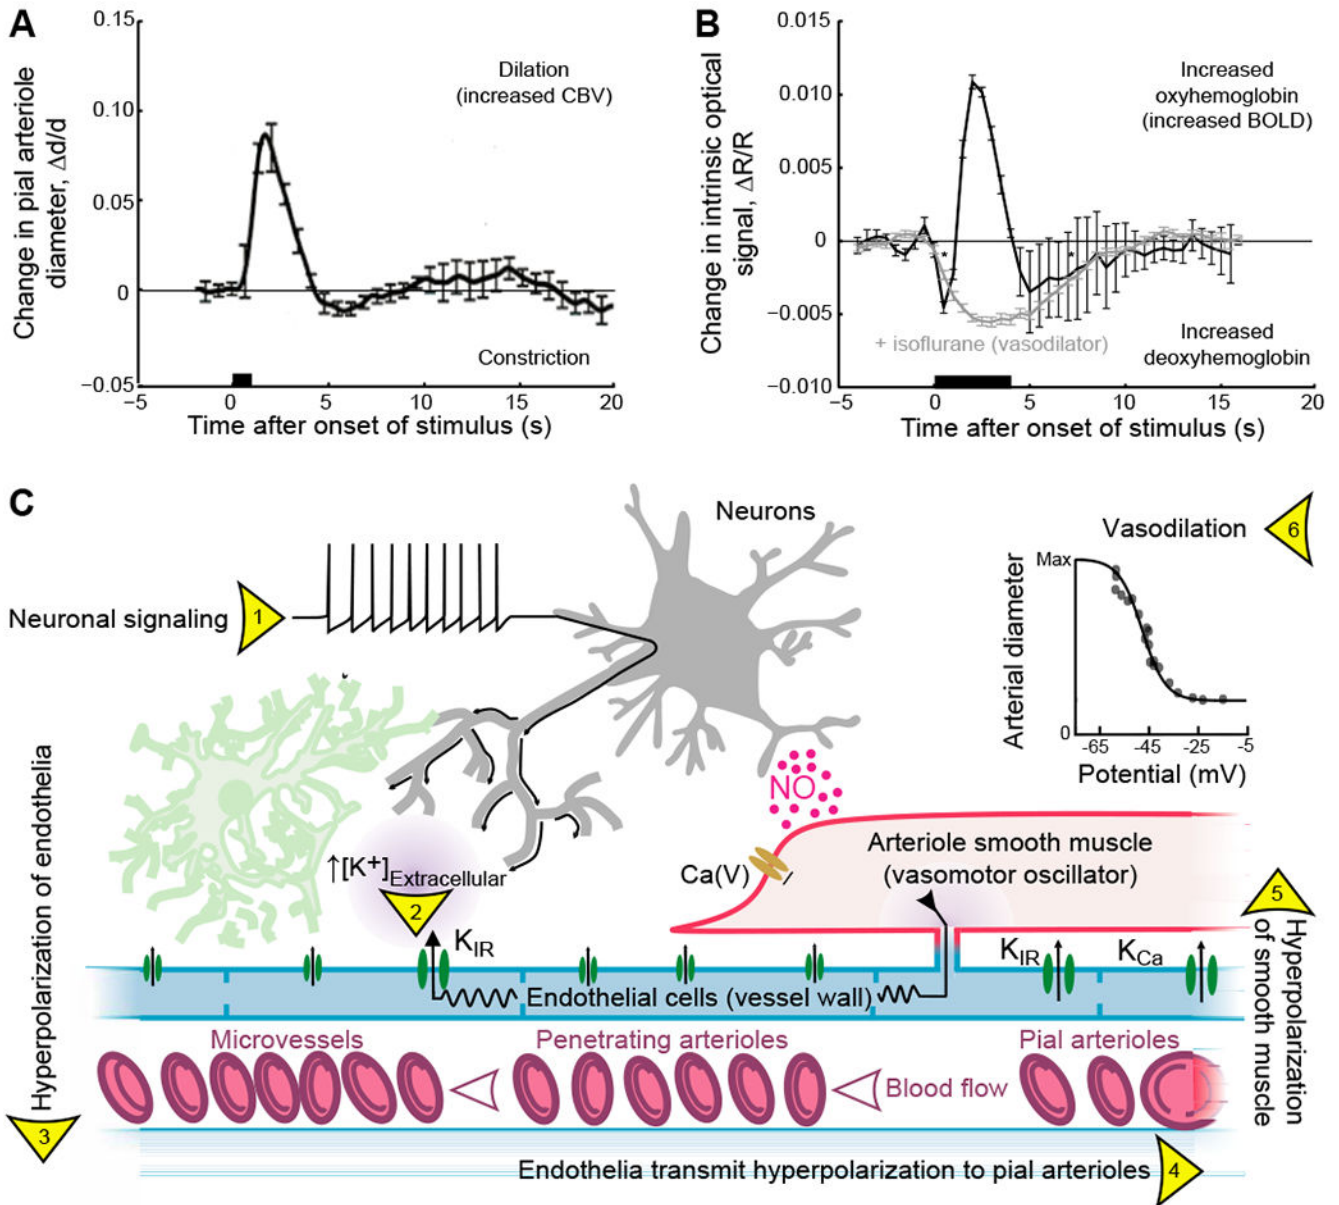 A
0.15
0.10
0.05
0
−0.05
Change in pial arteriole
diameter, Δd/d
Dilation
(increased CBV)
Constriction
−5
0
5
10
15
20
Time after onset of stimulus (s)
B
0.015
0.010
0.005
0
−0.005
−0.010
Change in intrinsic optical
signal, ΔR/R
Increased
oxyhemoglobin
(increased BOLD)
*
*
+ isoflurane (vasodilator)
Increased
deoxyhemoglobin
−5
0
5
10
15
20
Time after onset of stimulus (s)
C
Neurons
Neuronal signaling
1
Vasodilation
6
Max
0
Arterial diameter
-65
-45
-25
-5
Potential (mV)
NO
Ca(V)
Arteriole smooth muscle
(vasomotor oscillator)
↑[K+]Extracellular
2
KIR
KIR
KCa
Endothelial cells (vessel wall)
Hyperpolarization of endothelia
3
5
Hyperpolarization
of smooth muscle
Microvessels
Penetrating arterioles
Pial arterioles
Blood flow
Endothelia transmit hyperpolarization to pial arterioles
4